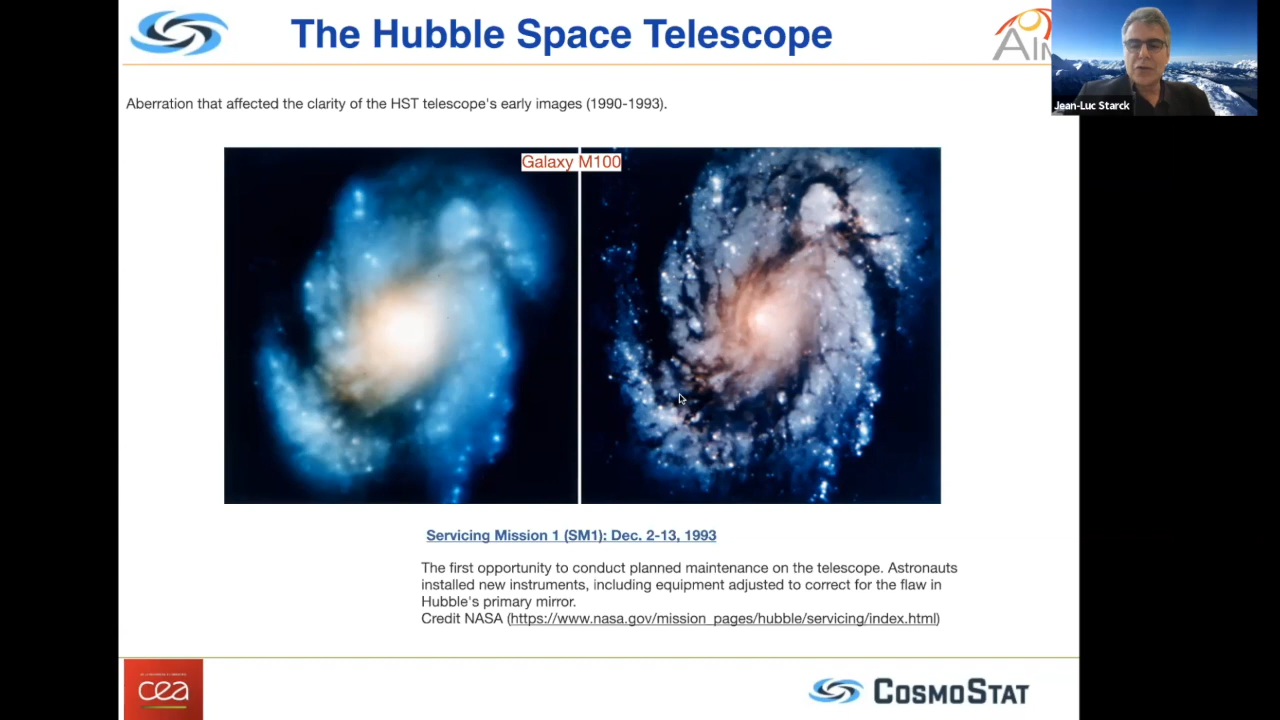 The Hubble Space Telescope
AIM
Jean-Luc Starck
Aberration that affected the clarity of the HST telescope's early images (1990-1993).
Galaxy M100
Servicing Mission 1 (SM1): Dec. 2-13, 1993
The first opportunity to conduct planned maintenance on the telescope. Astronauts
installed new instruments, including equipment adjusted to correct for the flaw in
Hubble's primary mirror.
Credit NASA (https://www.nasa.gov/mission_pages/hubble/servicing/index.html)
cea
COSMOSTAT